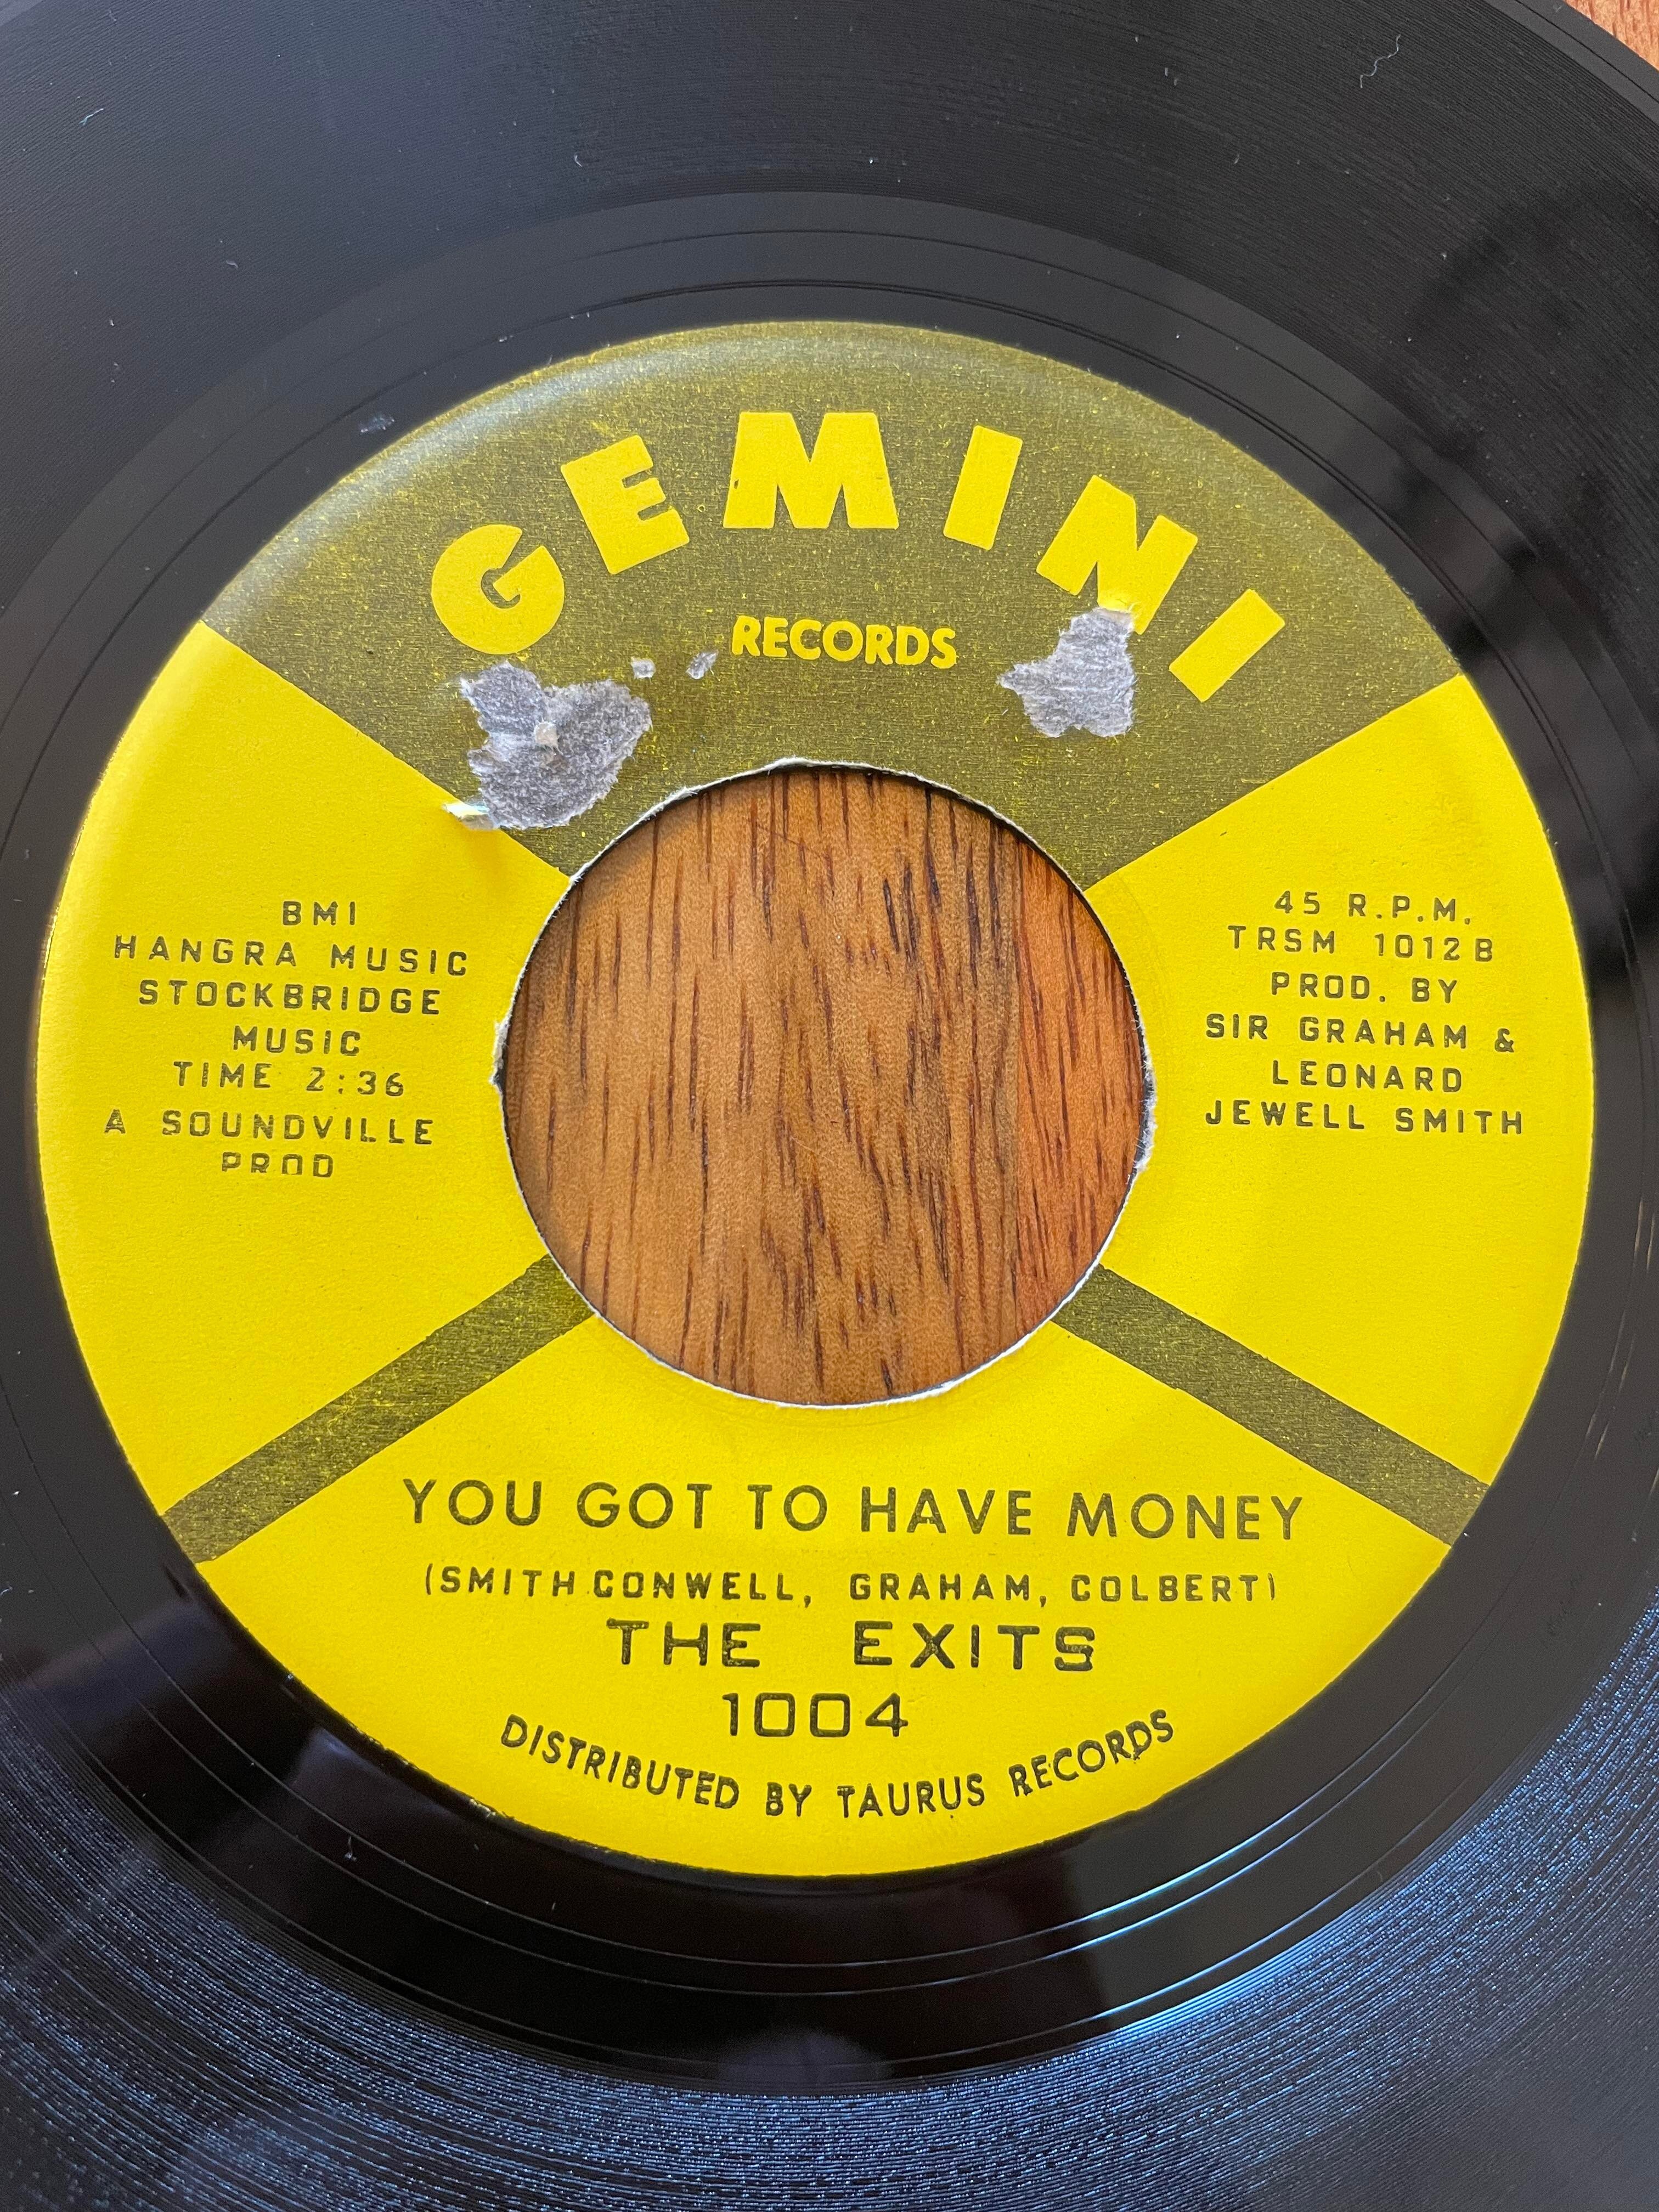 GEMINI
RECORDS
BMI
HANGRA MUSIC
STOCKBRIDGE
MUSIC
TIME 2:36
A SOUNDVILLE
PROD
45 R.P.M.
TRSM 1012B
PROD. BY
SIR GRAHAM &
LEONARD
JEWELL SMITH
YOU GOT TO HAVE MONEY
(SMITH.CONWELL, GRAHAM, COLBERT)
THE EXITS
1004
DISTRIBUTED BY TAURUS RECORDS